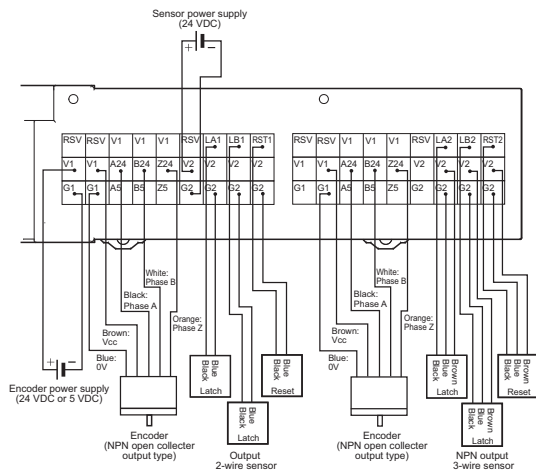 Sensor power supply
(24 VDC)
+ −
RSV RSV V1 V1 V1 RSV LA1 LB1 RST1
V1 V1 A24 B24 Z24 V2 V2 V2 V2
G1 G1 A5 B5 Z5 G2 G2 G2 G2
RSV RSV V1 V1 V1 RSV LA2 LB2 RST2
V1 V1 A24 B24 Z24 V2 V2 V2 V2
G1 G1 A5 B5 Z5 G2 G2 G2 G2
White:
Phase B
Black:
Phase A
Orange:
Phase Z
Brown:
Vcc
Blue:
0V
+ −
Encoder power supply
(24 VDC or 5 VDC)
Encoder
(NPN open collecter
output type)
Black
Blue
Latch
Black
Blue
Latch
Black
Blue
Reset
Output
2-wire sensor
White:
Phase B
Black:
Phase A
Orange:
Phase Z
Brown:
Vcc
Blue:
0V
Encoder
(NPN open collecter
output type)
Black
Blue
Brown
Latch
Black
Blue
Brown
Latch
Black
Blue
Brown
Reset
NPN output
3-wire sensor